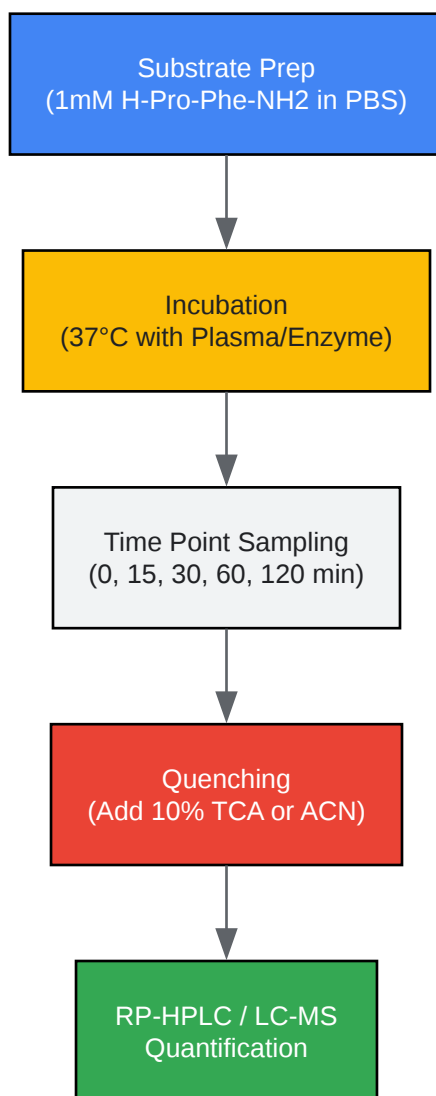 Substrate Prep
(1mM H-Pro-Phe-NH2 in PBS)
Incubation
(37°C with Plasma/Enzyme)
Time Point Sampling
(0, 15, 30, 60, 120 min)
Quenching
(Add 10% TCA or ACN)
RP-HPLC / LC-MS
Quantification